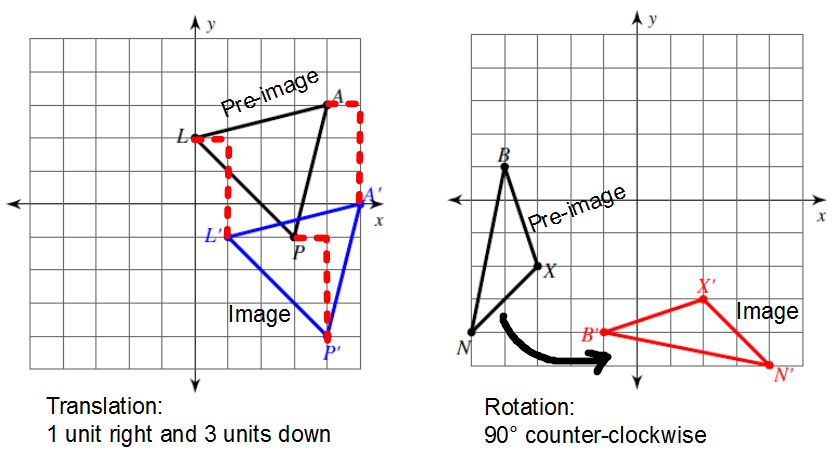 y
Pre-image
A
L
A'
x
L'
P
Image
P'
Translation:
1 unit right and 3 units down
y
B
Pre-image
x
X
X'
Image
B'
N
N'
Rotation:
90° counter-clockwise